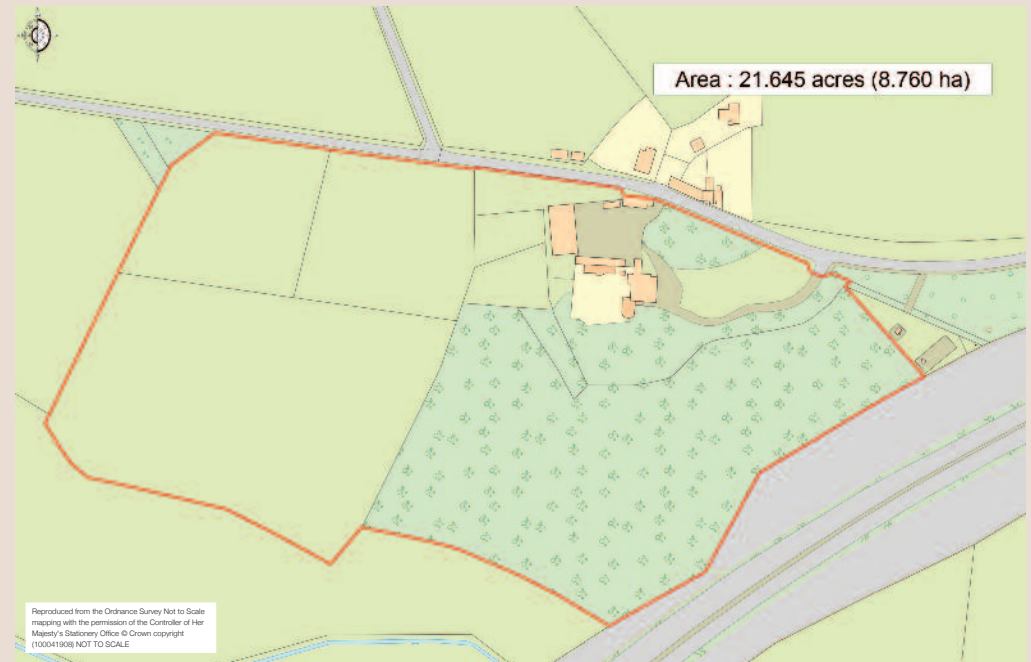 Area : 21.645 acres (8.760 ha)
Reproduced from the Ordnance Survey Not to Scale
mapping with the permission of the Controller of Her
Majesty's Stationery Office © Crown copyright
(100041908) NOT TO SCALE